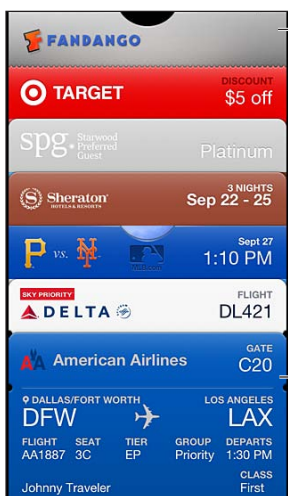 FANDANGO
TARGET
DISCOUNT
$5 off
spg. Starwood
Preferred
Guest
Platinum
Sheraton
HOTELS & RESORTS
3 NIGHTS
Sep 22 - 25
P vs. NY
Sept 27
1:10 PM
SKY PRIORITY
DELTA
FLIGHT
DL421
AA American Airlines
GATE
C20
DALLAS/FORT WORTH LOS ANGELES
DFW LAX
FLIGHT SEAT TIER GROUP DEPARTS
AA1887 3C EP Priority 1:30 PM
CLASS
Johnny Traveler First